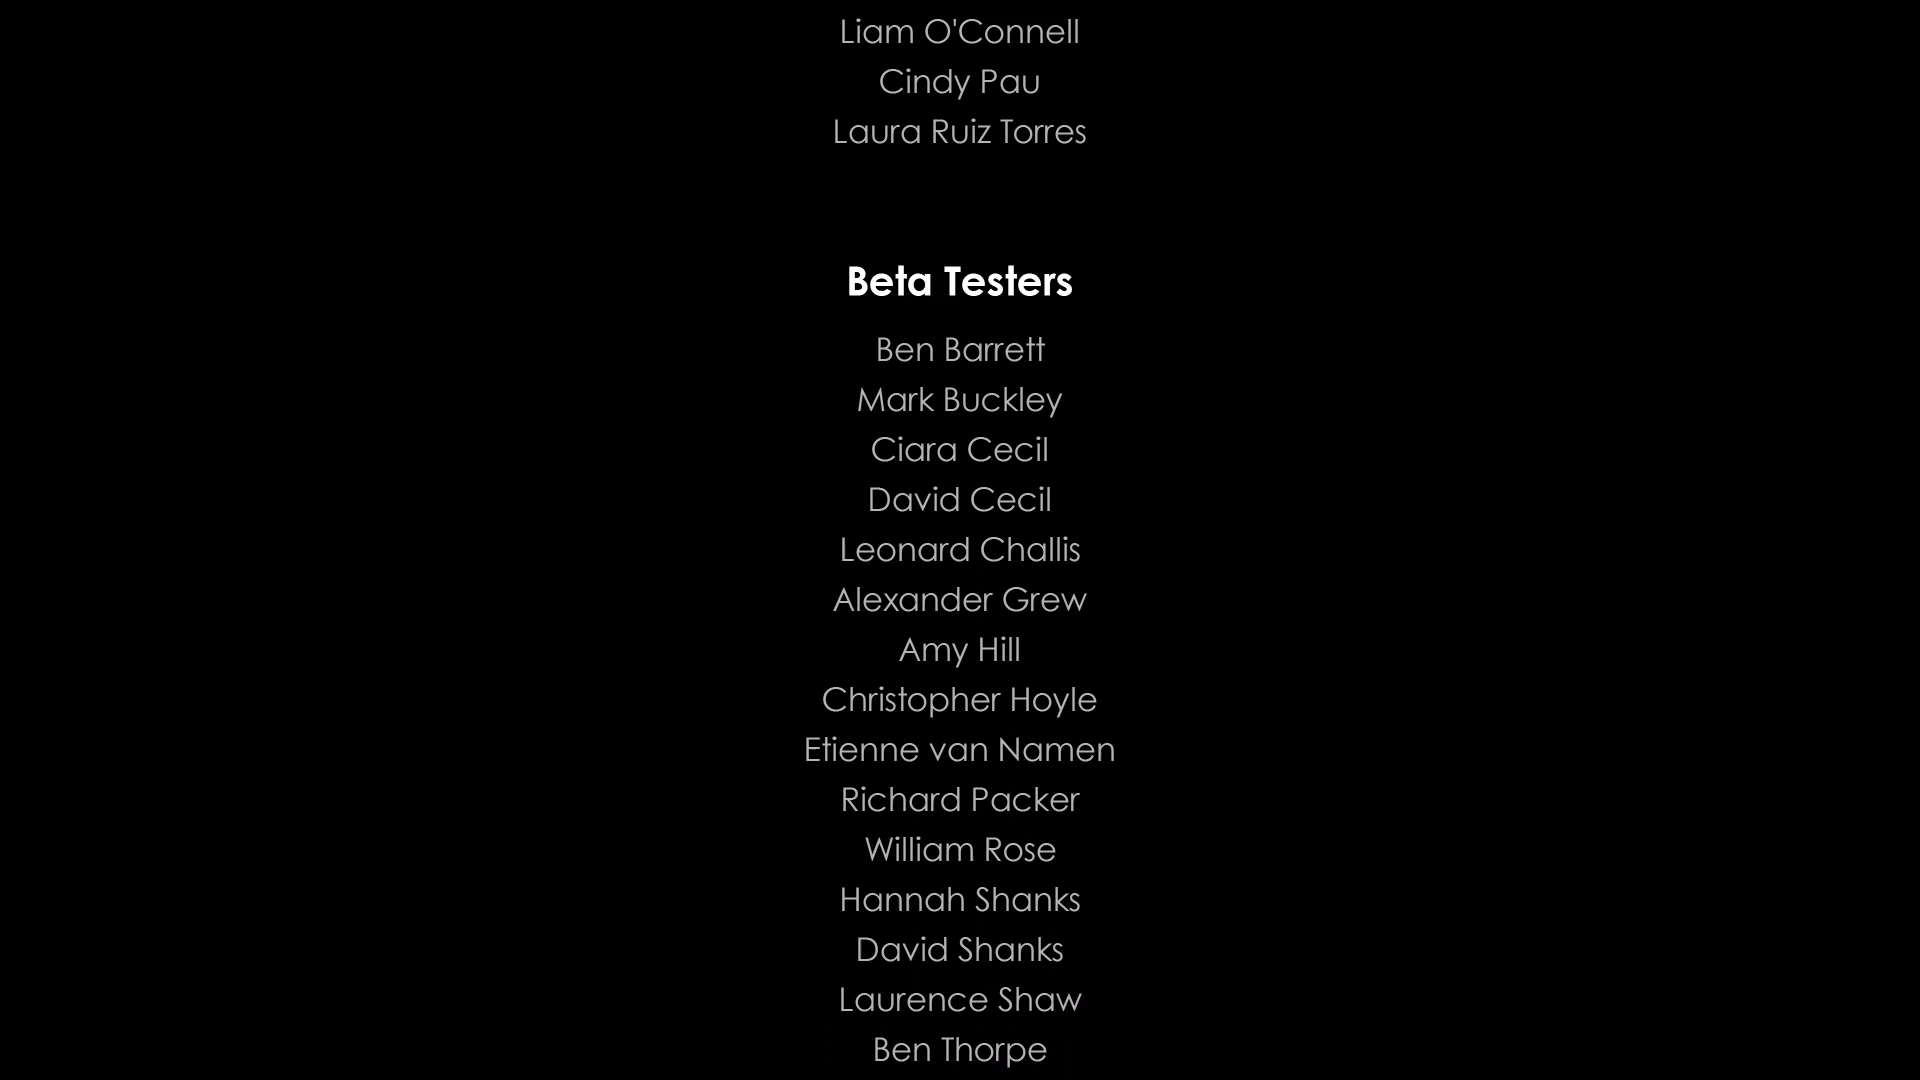 Liam O'Connell
Cindy Pau
Laura Ruiz Torres
Beta Testers
Ben Barrett
Mark Buckley
Ciara Cecil
David Cecil
Leonard Challis
Alexander Grew
Amy Hill
Christopher Hoyle
Etienne van Namen
Richard Packer
William Rose
Hannah Shanks
David Shanks
Laurence Shaw
Ben Thorpe